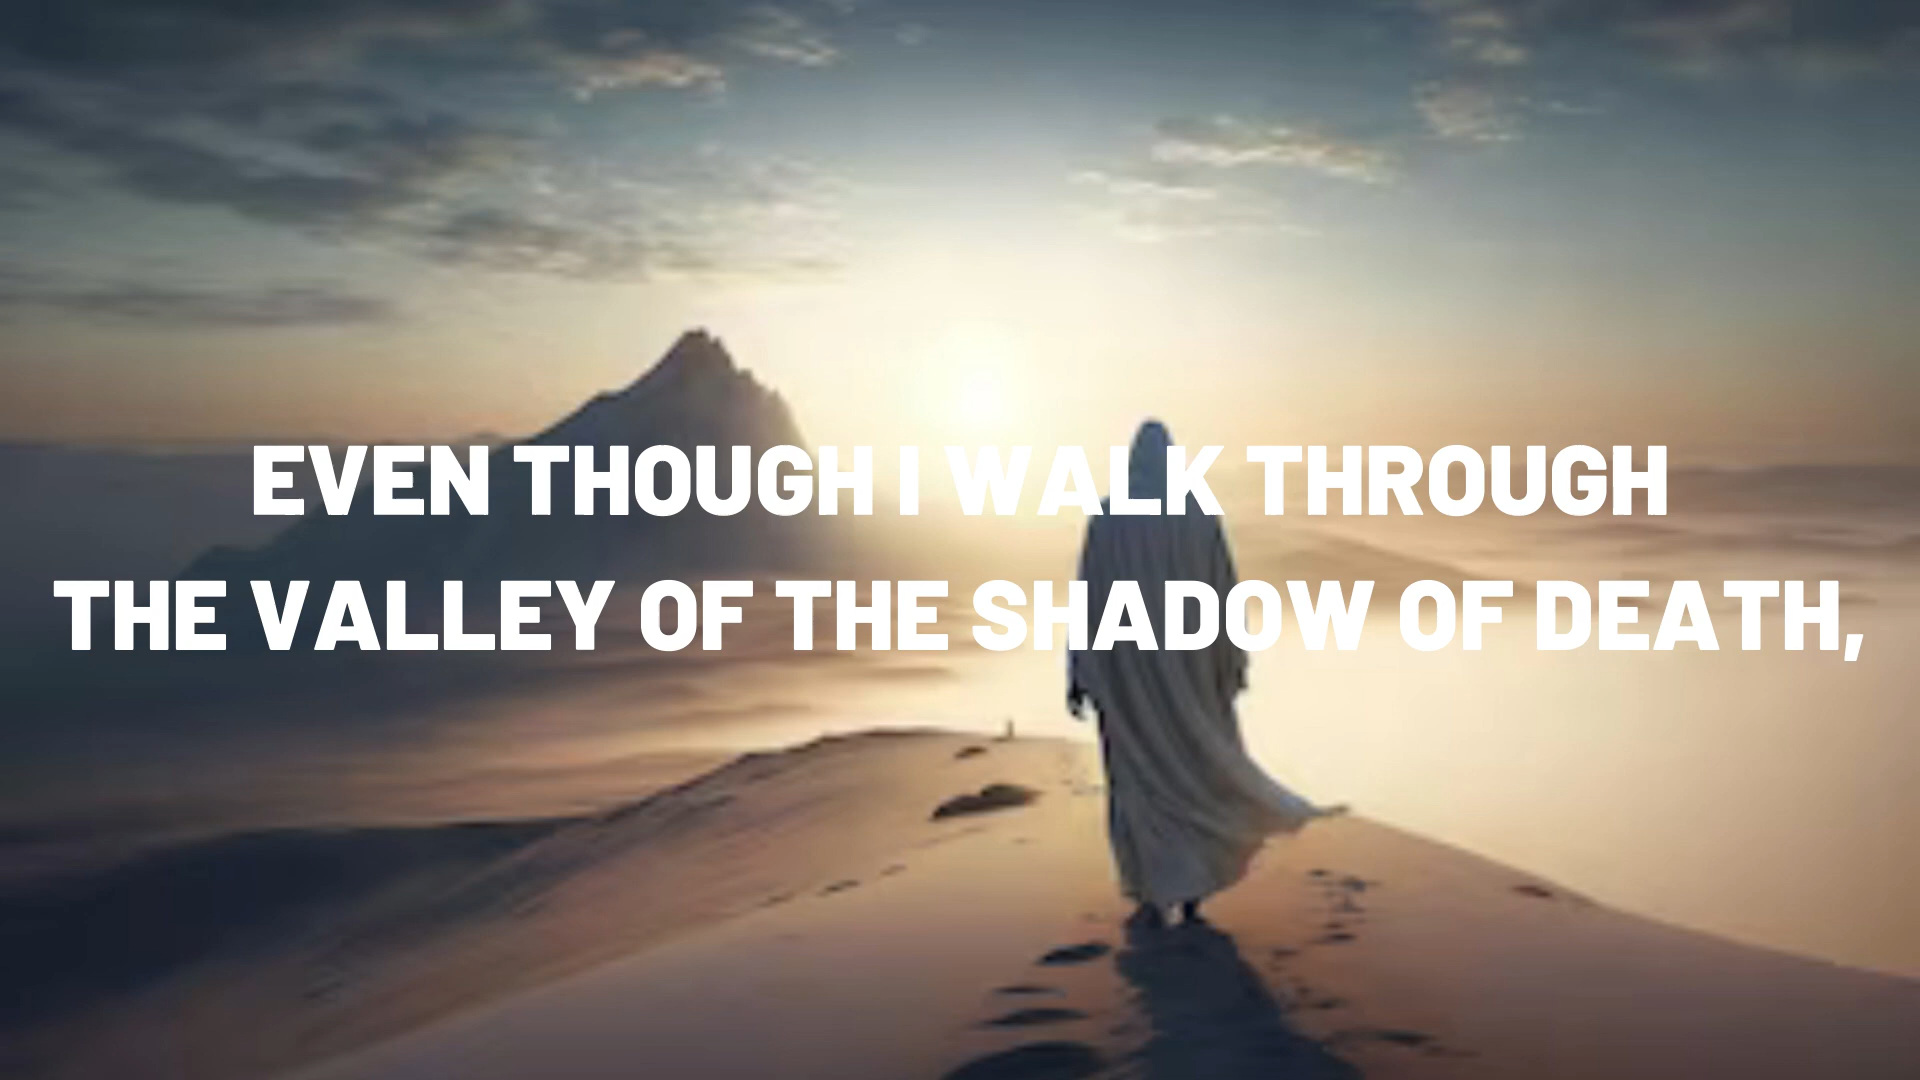 EVEN THOUGH I WALK THROUGH
THE VALLEY OF THE SHADOW OF DEATH,